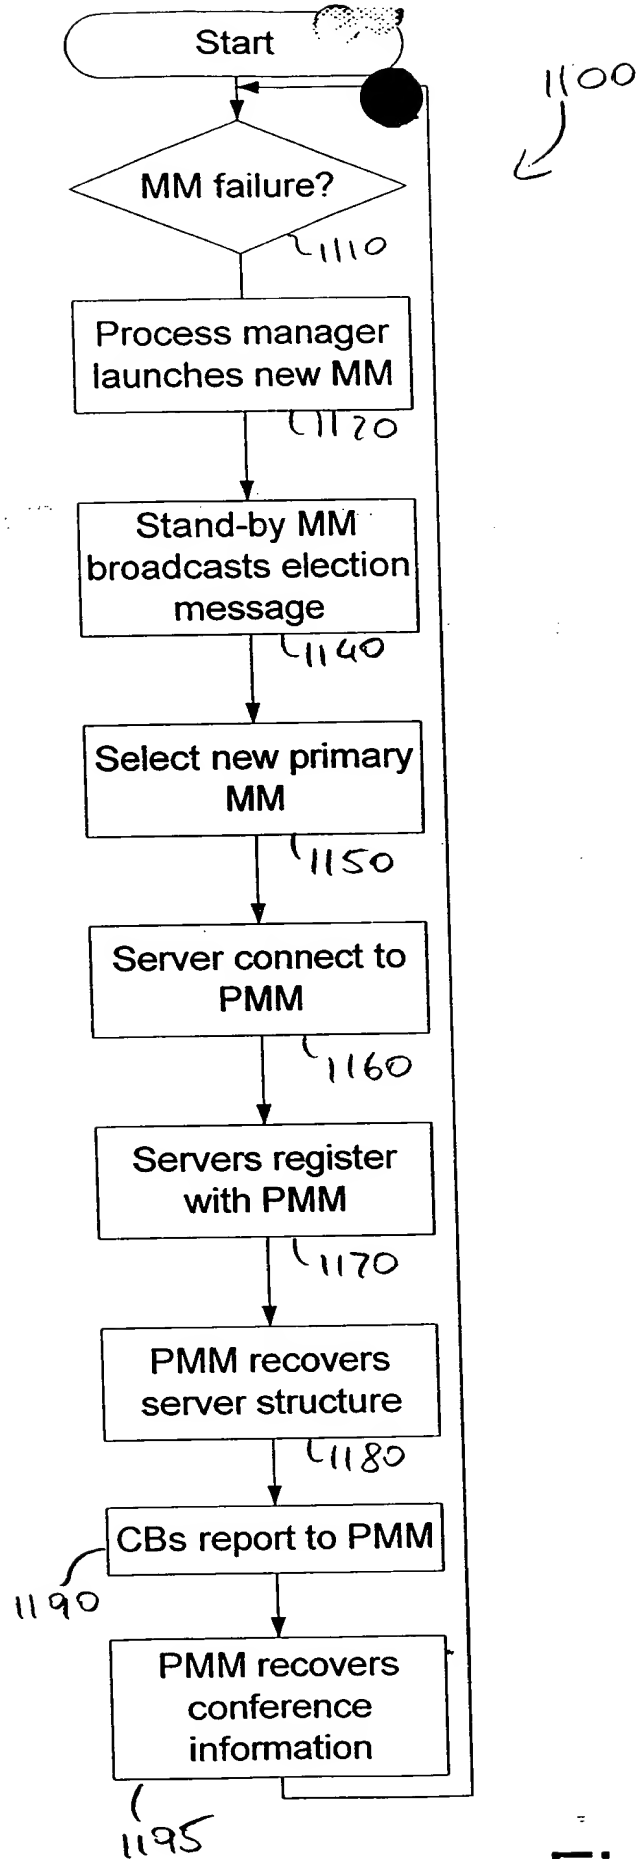 Start
1100
MM failure?
1110
Process manager
launches new MM
1120
Stand-by MM
broadcasts election
message
1140
Select new primary
MM
1150
Server connect to
PMM
1160
Servers register
with PMM
1170
PMM recovers
server structure
1180
CBs report to PMM
1190
PMM recovers
conference
information
1195